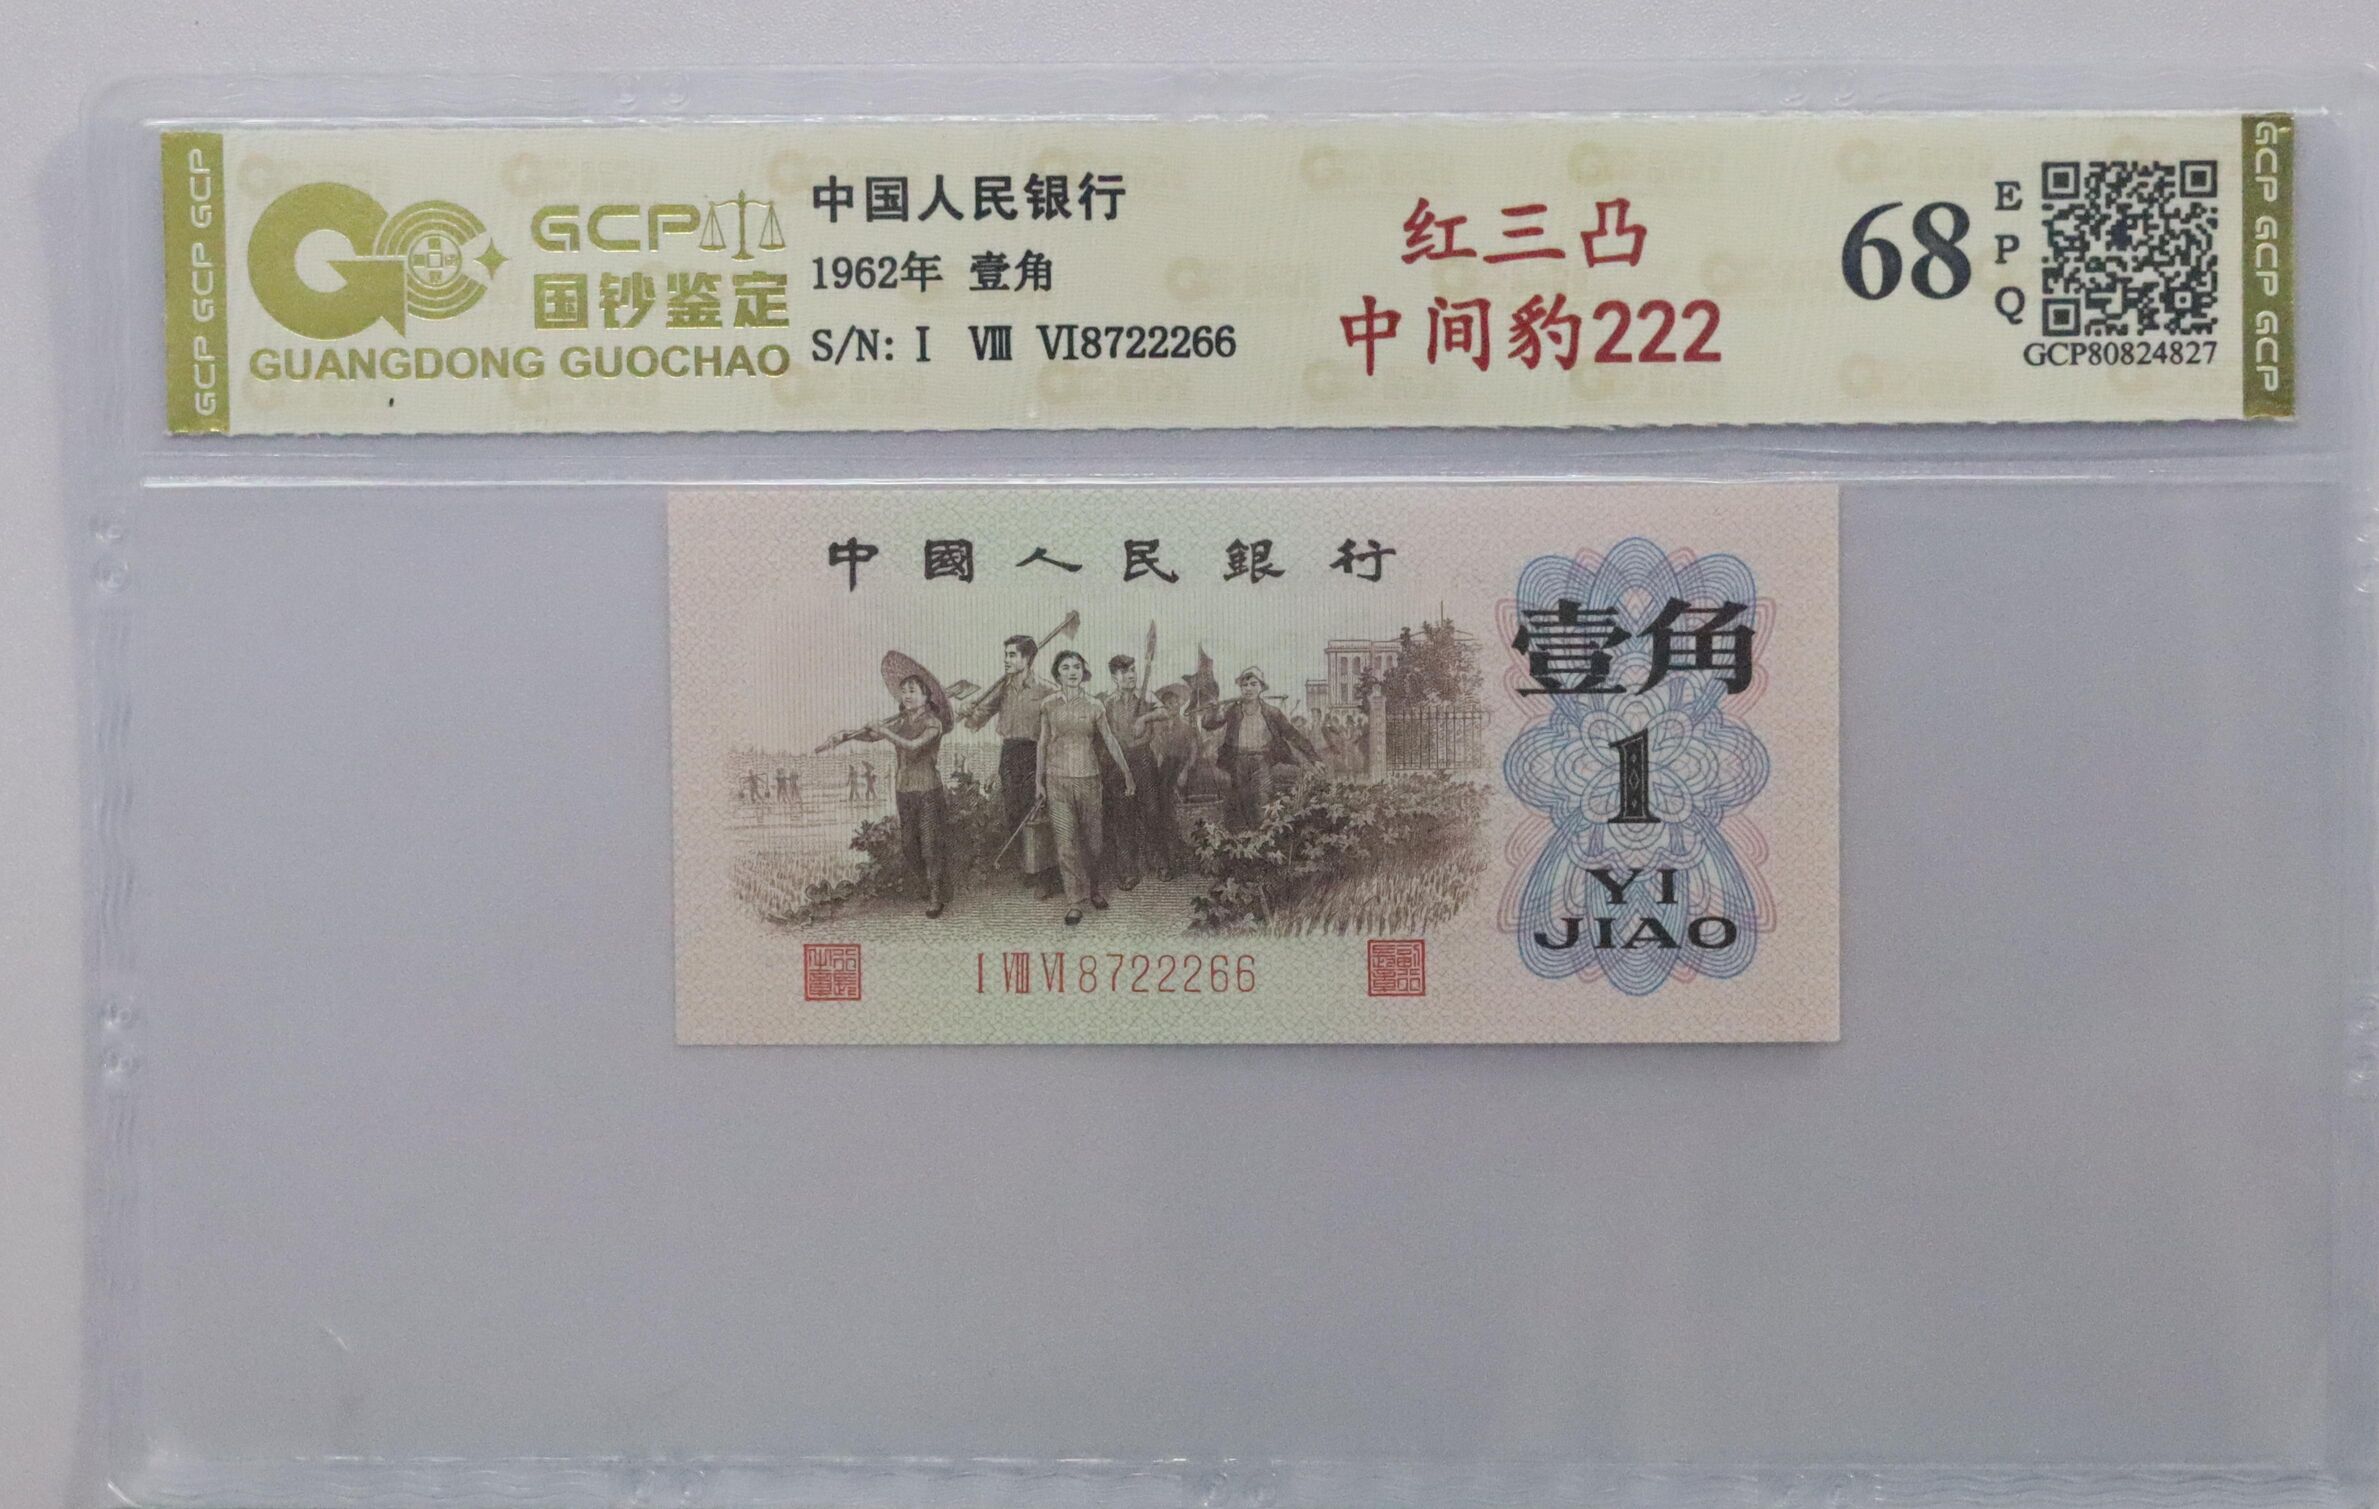 GCP GCP GCP
GCP
国钞鉴定
GUANGDONG GUOCHAO
中国人民银行
1962年 壹角
S/N: I Ⅷ Ⅵ8722266
红三凸
中间豹222
68
E
P
Q
GCP80824827
GCP GCP GCP
中國人民銀行
壹角
1
YI
JIAO
I Ⅷ Ⅵ 8722266